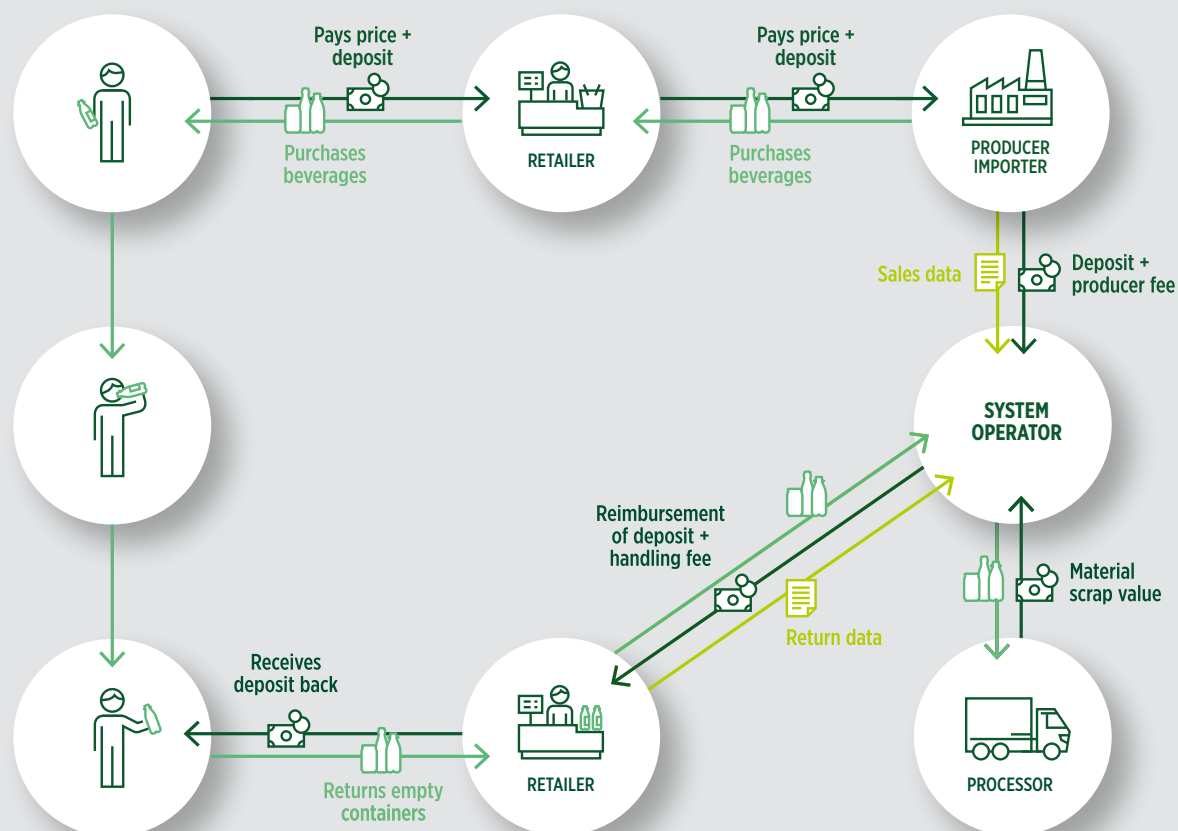 Pays price +
deposit
Purchases
beverages
RETAILER
Pays price +
deposit
Purchases
beverages
PRODUCER
IMPORTER
Sales data
Deposit +
producer fee
SYSTEM
OPERATOR
Reimbursement
of deposit +
handling fee
Return data
Material
scrap value
Receives
deposit back
Returns empty
containers
RETAILER
PROCESSOR